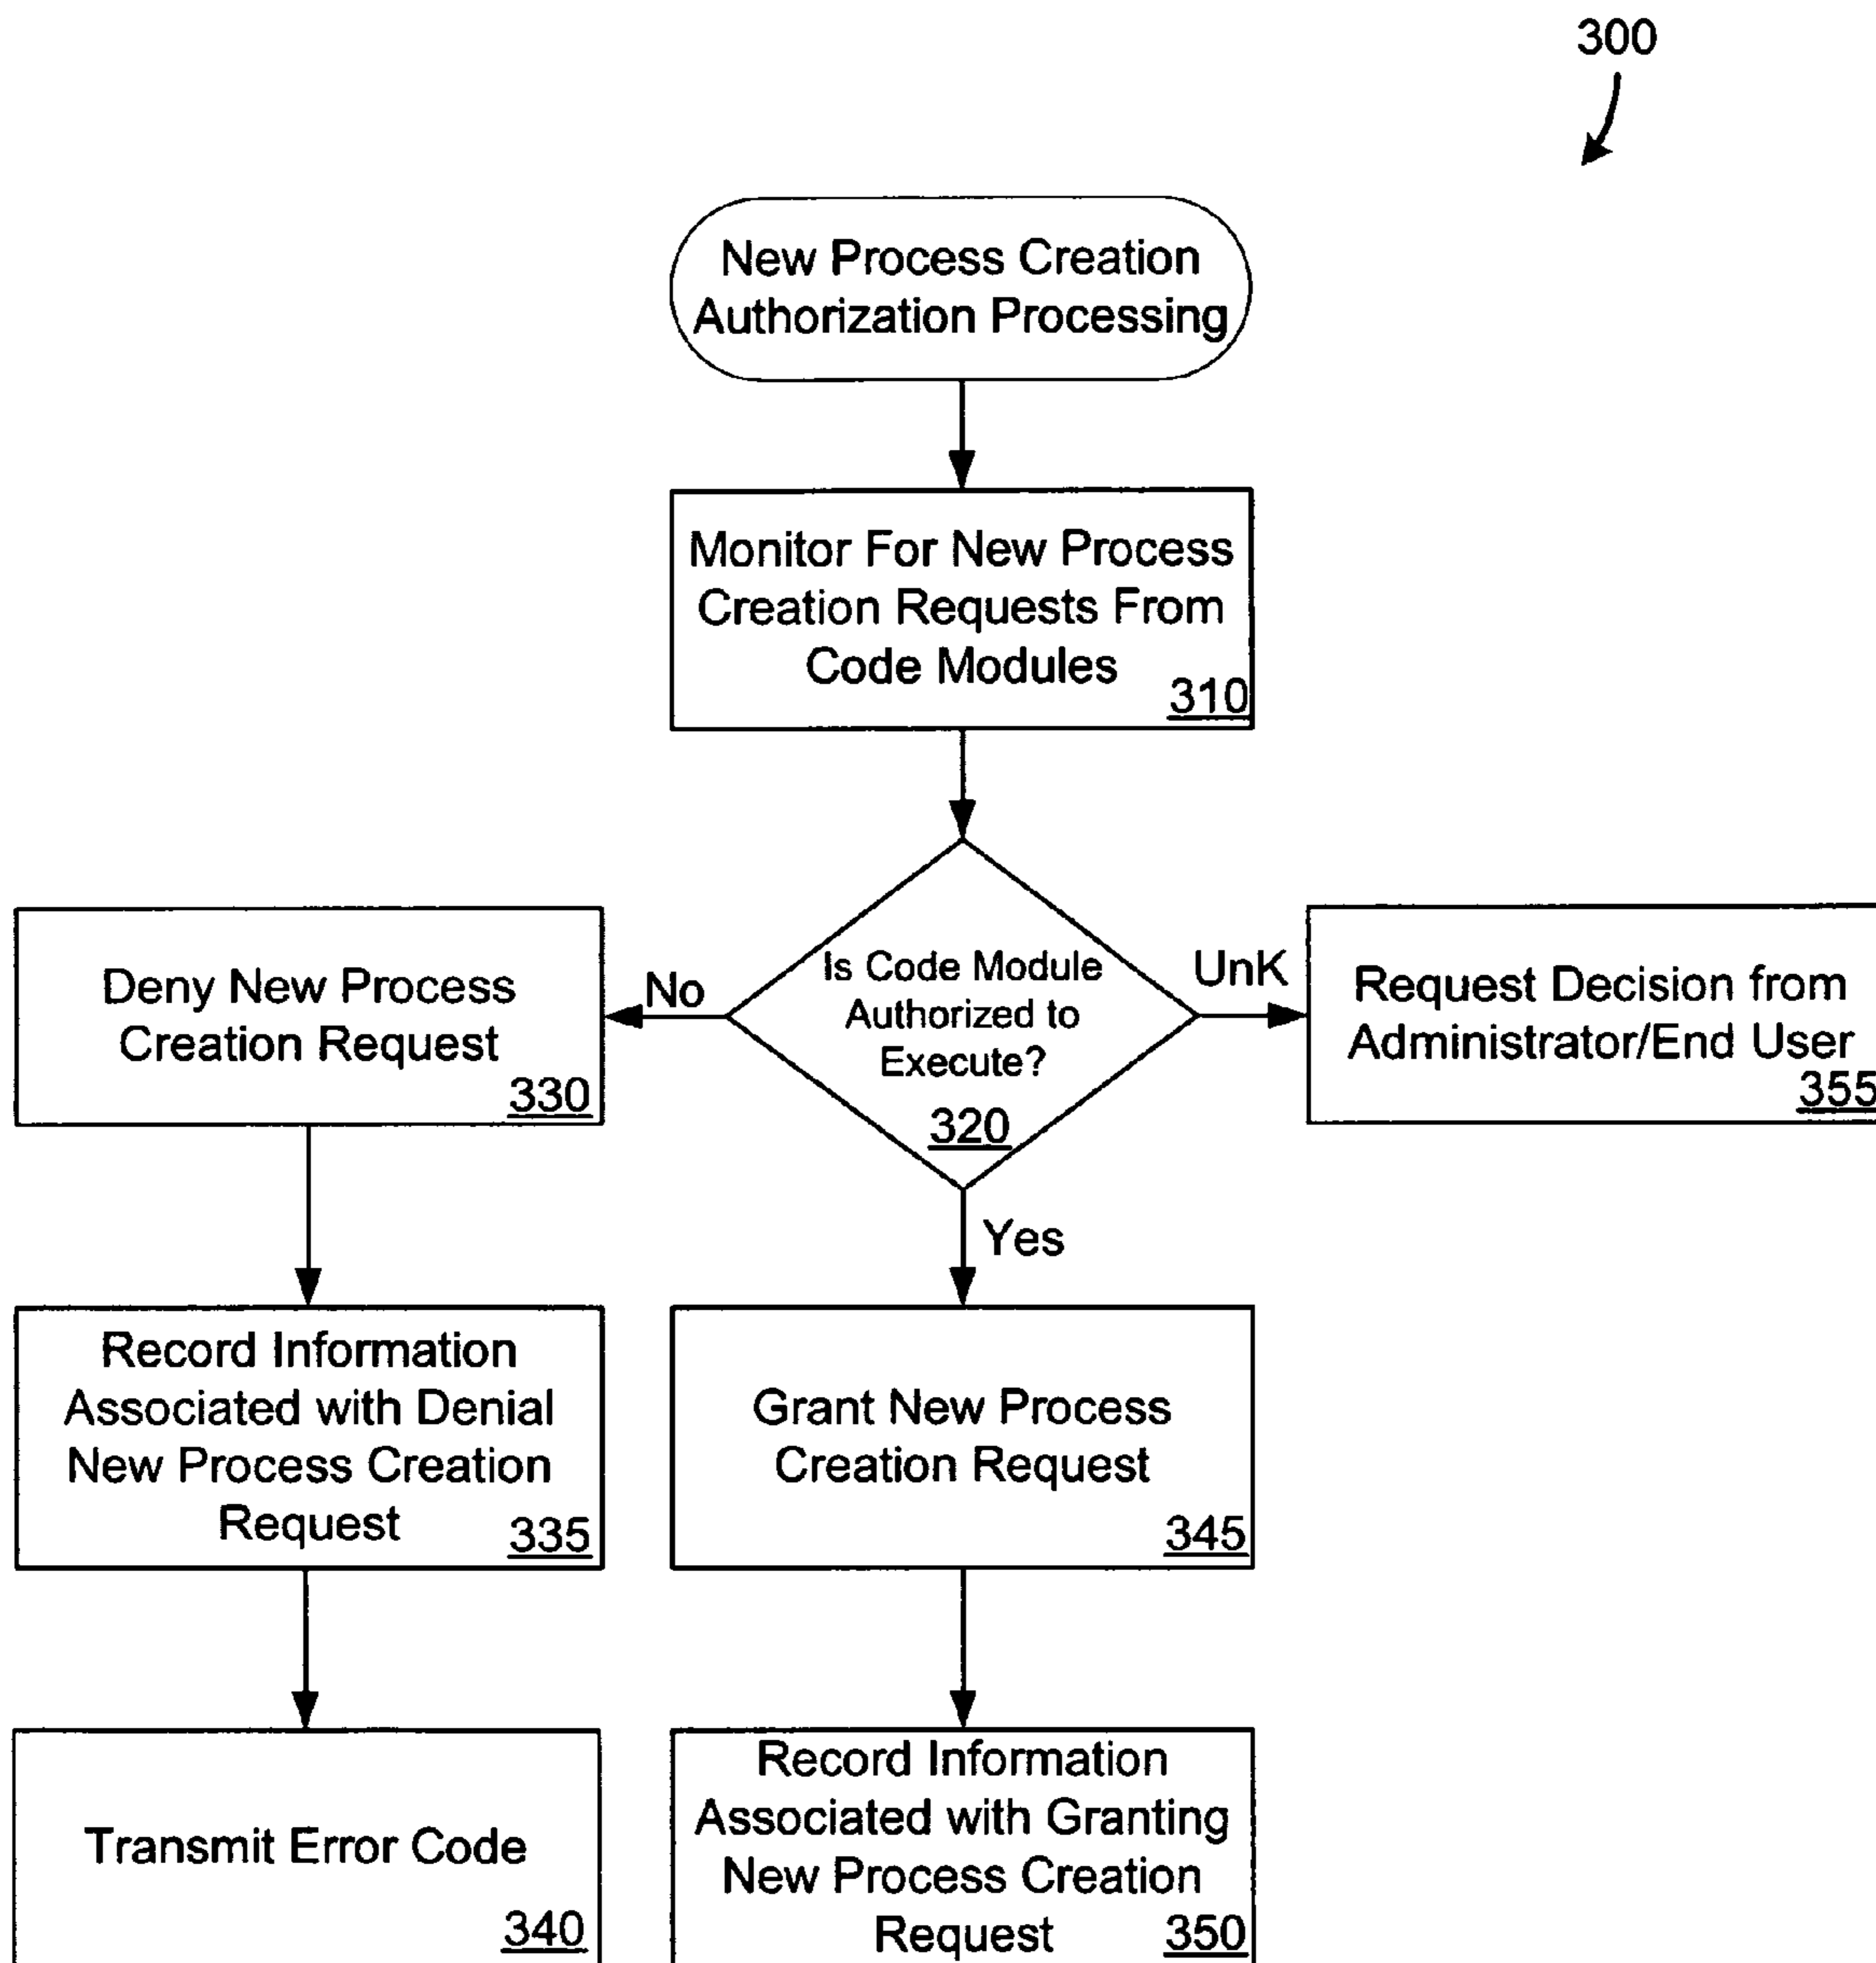 300
New Process Creation
Authorization Processing
Monitor For New Process
Creation Requests From
Code Modules
310
Is Code Module
Authorized to
Execute?
320
No
UnK
Yes
Deny New Process
Creation Request
330
Request Decision from
Administrator/End User
355
Record Information
Associated with Denial
New Process Creation
Request
335
Grant New Process
Creation Request
345
Transmit Error Code
340
Record Information
Associated with Granting
New Process Creation
Request
350